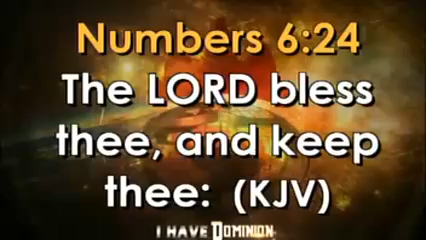 Numbers 6:24
The LORD bless
thee, and keep
thee: (KJV)
I HAVE DOMINION